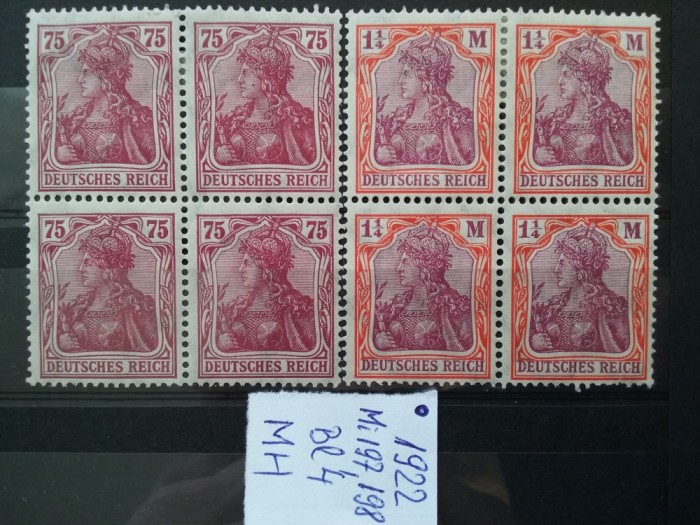 75 75
75 75
1¼ M
1¼ M
DEUTSCHES REICH
DEUTSCHES REICH
DEUTSCHES REICH
DEUTSCHES REICH
75 75
75 75
1¼ M
1¼ M
DEUTSCHES REICH
DEUTSCHES REICH
DEUTSCHES REICH
DEUTSCHES REICH
1922
Mi 197, 198
Bl 4
MH